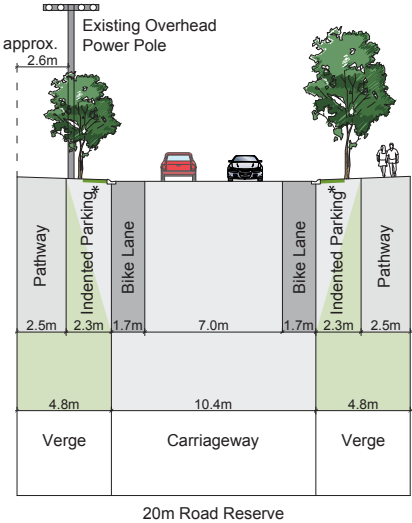 Existing Overhead
approx. Power Pole
2.6m
Pathway
Indented Parking*
Bike Lane
Bike Lane
Indented Parking*
Pathway
2.5m 2.3m 1.7m 7.0m 1.7m 2.3m 2.5m
4.8m 10.4m 4.8m
Verge Carriageway Verge
20m Road Reserve